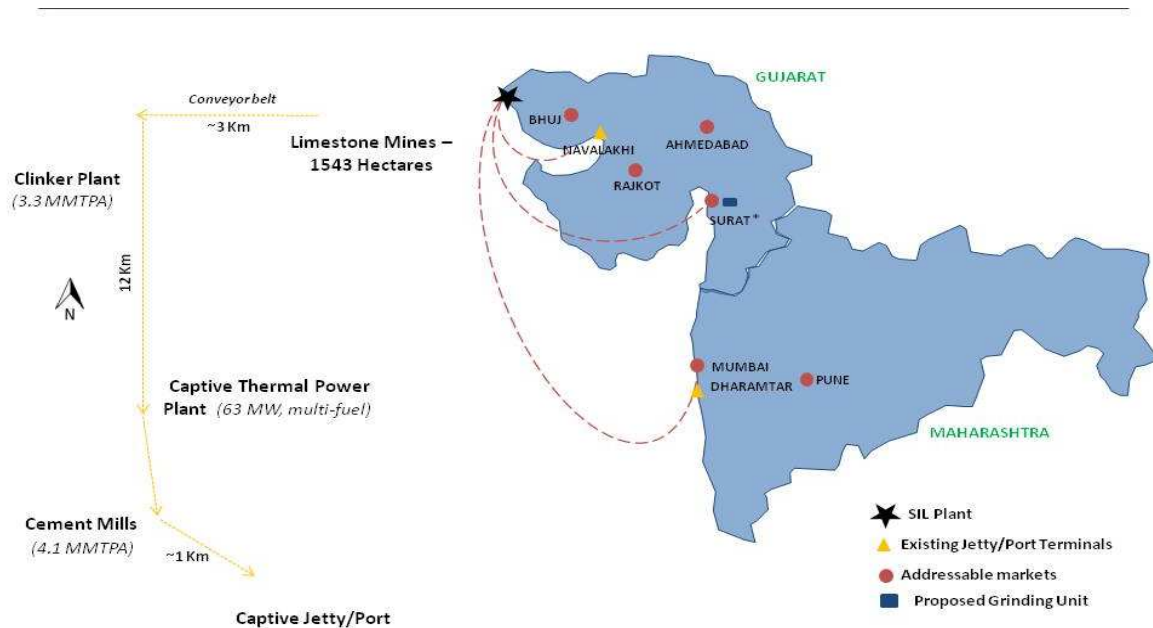 Conveyor belt
~3 Km
Limestone Mines –
1543 Hectares
Clinker Plant
(3.3 MMTPA)
12 Km
N
Captive Thermal Power
Plant (63 MW, multi-fuel)
Cement Mills
(4.1 MMTPA)
~1 Km
Captive Jetty/Port
GUJARAT
BHUJ
NAVALAKHI
AHMEDABAD
RAJKOT
SURAT*
MUMBAI
DHARAMTAR
PUNE
MAHARASHTRA
SIL Plant
Existing Jetty/Port Terminals
Addressable markets
Proposed Grinding Unit